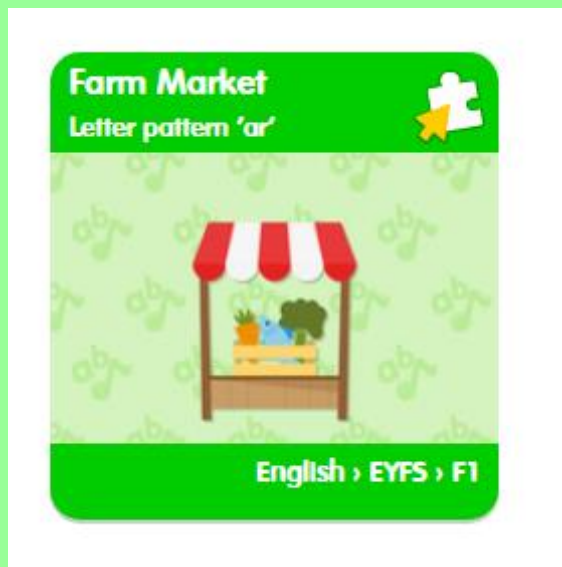 Farm Market
Letter pattern 'ar'
English › EYFS › F1